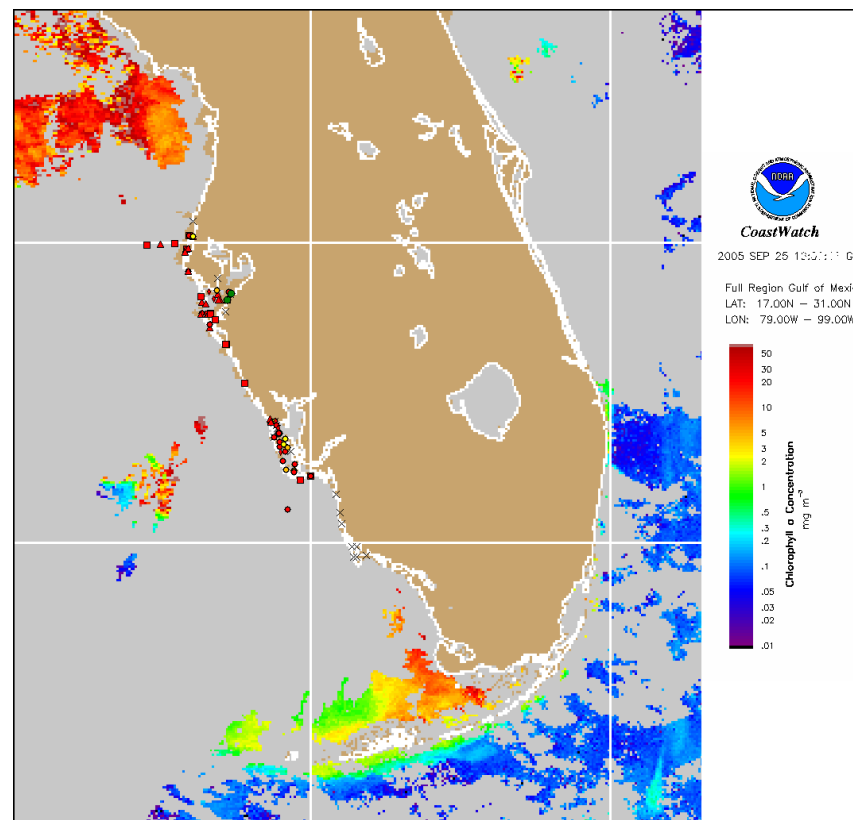 NOAA
CoastWatch
2005 SEP 25
Full Region Gulf of Mexi
LAT: 17.00N – 31.00N
LON: 79.00W – 99.00W
50
30
20
10
5
3
2
1
.5
.3
.2
.1
.05
.03
.02
.01
Chlorophyll a Concentration
mg m⁻³